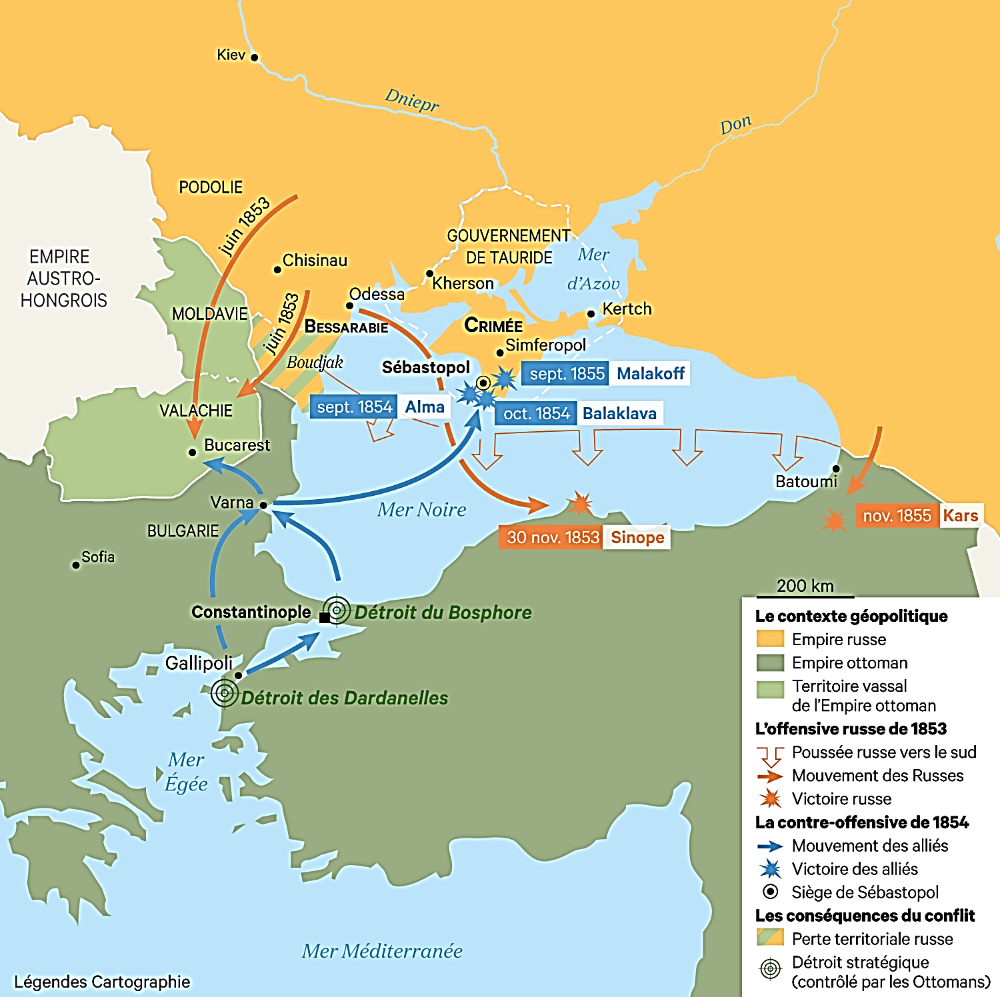 Kiev
Dniepr
Don
PODOLIE
juin 1853
GOUVERNEMENT
DE TAURIDE
Mer
d'Azov
EMPIRE
AUSTRO-
HONGROIS
Chisinau
Kherson
Odessa
juin 1853
MOLDAVIE
BESSARABIE
Kertch
CRIMÉE
Simferopol
Boudjak
Sébastopol
sept. 1855 Malakoff
sept. 1854 Alma
oct. 1854 Balaklava
VALACHIE
Bucarest
Batoumi
Varna
Mer Noire
nov. 1855 Kars
BULGARIE
30 nov. 1853 Sinope
Sofia
Constantinople
Détroit du Bosphore
Gallipoli
Détroit des Dardanelles
Mer
Égée
Mer Méditerranée
Légendes Cartographie
200 km
Le contexte géopolitique
Empire russe
Empire ottoman
Territoire vassal
de l'Empire ottoman
L'offensive russe de 1853
Poussée russe vers le sud
Mouvement des Russes
Victoire russe
La contre-offensive de 1854
Mouvement des alliés
Victoire des alliés
Siège de Sébastopol
Les conséquences du conflit
Perte territoriale russe
Détroit stratégique
(contrôlé par les Ottomans)